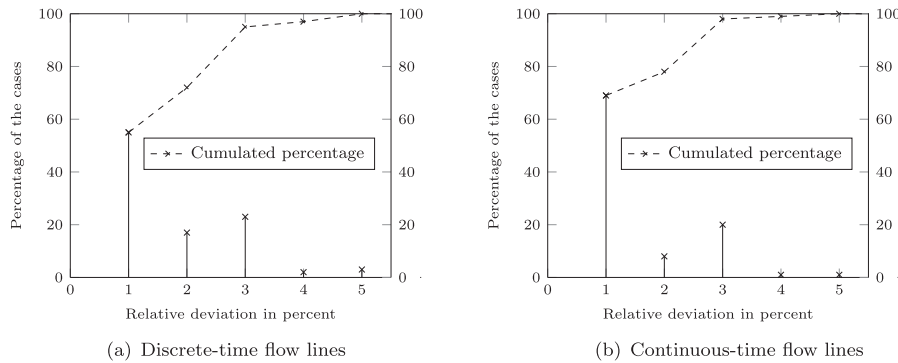 100
80
60
40
20
0
Percentage of the cases
0 1 2 3 4 5
Relative deviation in percent
100
80
60
40
20
0
Cumulated percentage
(a) Discrete-time flow lines
100
80
60
40
20
0
Percentage of the cases
0 1 2 3 4 5
Relative deviation in percent
100
80
60
40
20
0
Cumulated percentage
(b) Continuous-time flow lines